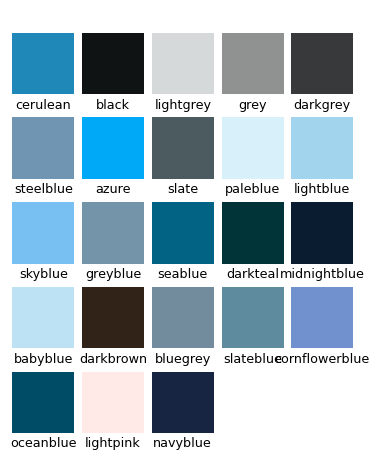 cerulean black lightgrey grey darkgrey
steelblue azure slate paleblue lightblue
skyblue greyblue seablue darkteal midnightblue
babyblue darkbrown bluegrey slateblue cornflowerblue
oceanblue lightpink navyblue